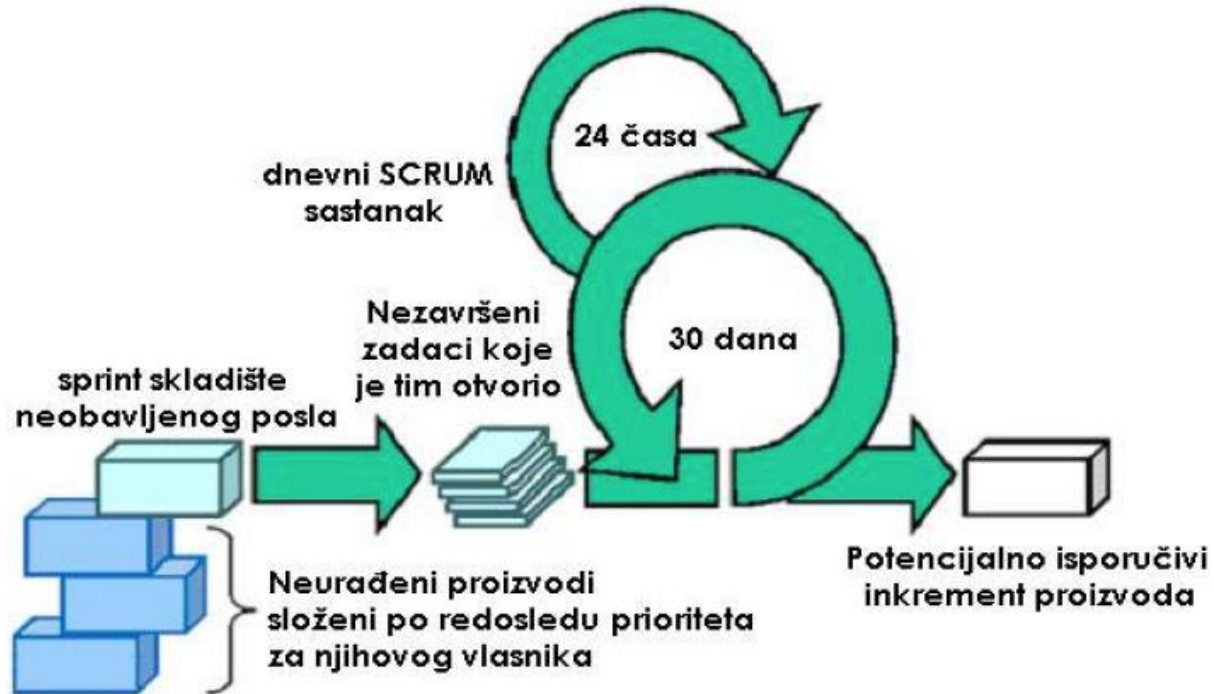 24 časa
dnevni SCRUM
sastanak
Nezavršeni
zadaci koje
je tim otvorio
30 dana
sprint skladište
neobavljenog posla
Neurađeni proizvodi
složeni po redosledu prioriteta
za njihovog vlasnika
Potencijalno isporučivi
inkrement proizvoda